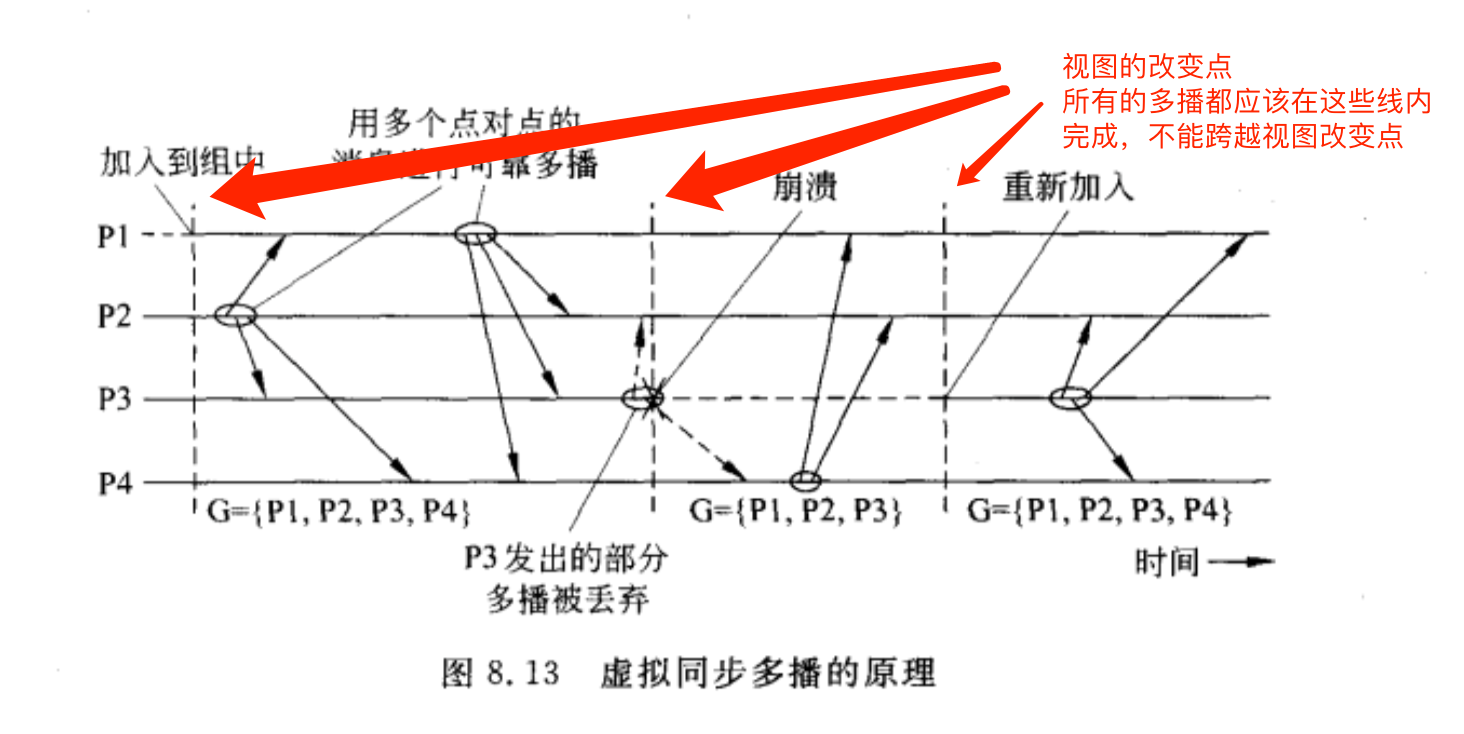 视图的改变点
所有的多播都应该在这些线内
完成，不能跨越视图改变点
用多个点对点的
加入到组中
可靠多播
崩溃
重新加入
P1
P2
P3
P4
G={P1, P2, P3, P4}
G={P1, P2, P3}
G={P1, P2, P3, P4}
P3发出的部分
多播被丢弃
时间
图 8.13 虚拟同步多播的原理